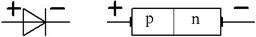 + − + p n −